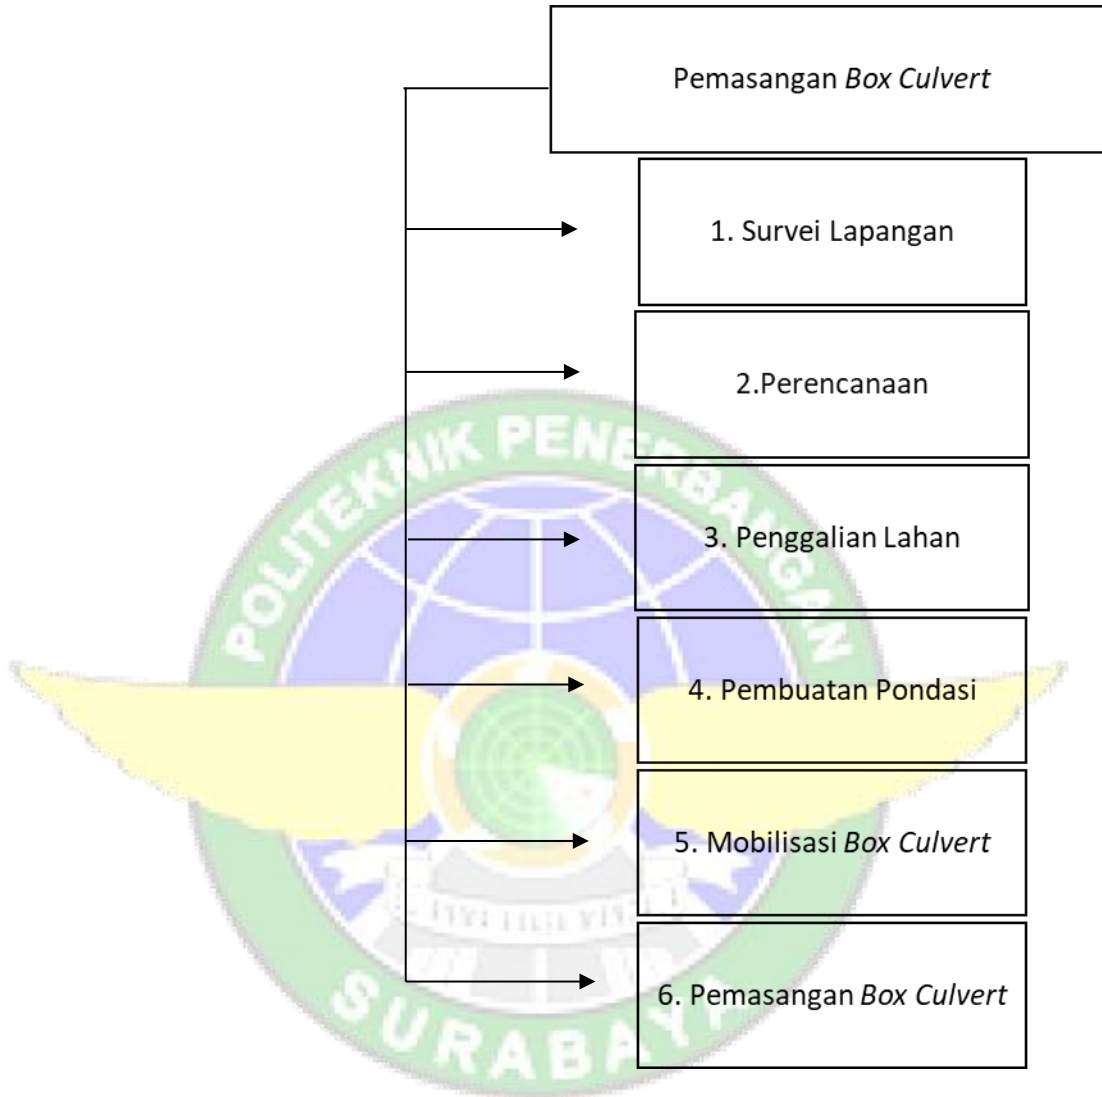 Pemasangan Box Culvert
1. Survei Lapangan
2.Perencanaan
3. Penggalian Lahan
4. Pembuatan Pondasi
5. Mobilisasi Box Culvert
6. Pemasangan Box Culvert
POLITEKNIK PENERBANGAN
SURABAYA